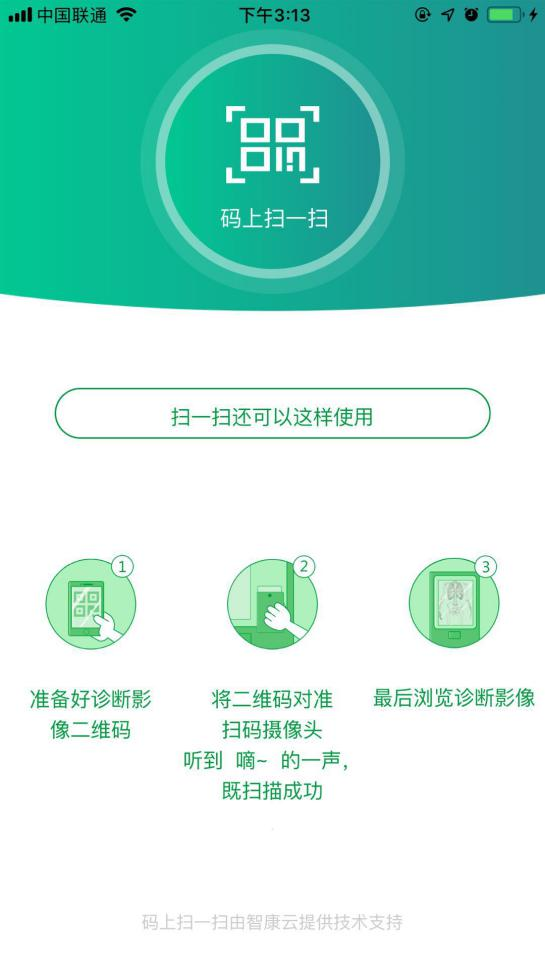 中国联通
下午3:13
码上扫一扫
扫一扫还可以这样使用
1
2
3
准备好诊断影
像二维码
将二维码对准
扫码摄像头
听到 嘀~ 的一声，
既扫描成功
最后浏览诊断影像
码上扫一扫由智康云提供技术支持